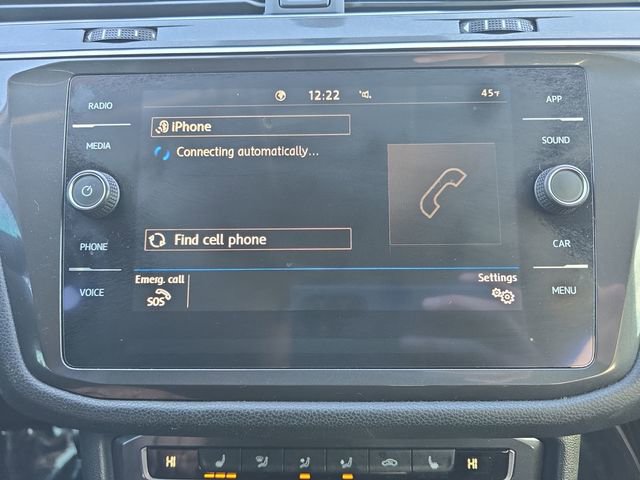 12:22 45°F
RADIO
APP
iPhone
MEDIA
SOUND
Connecting automatically...
PHONE
Find cell phone
CAR
VOICE
Emerg. call
Settings
MENU
SOS
HI
HI